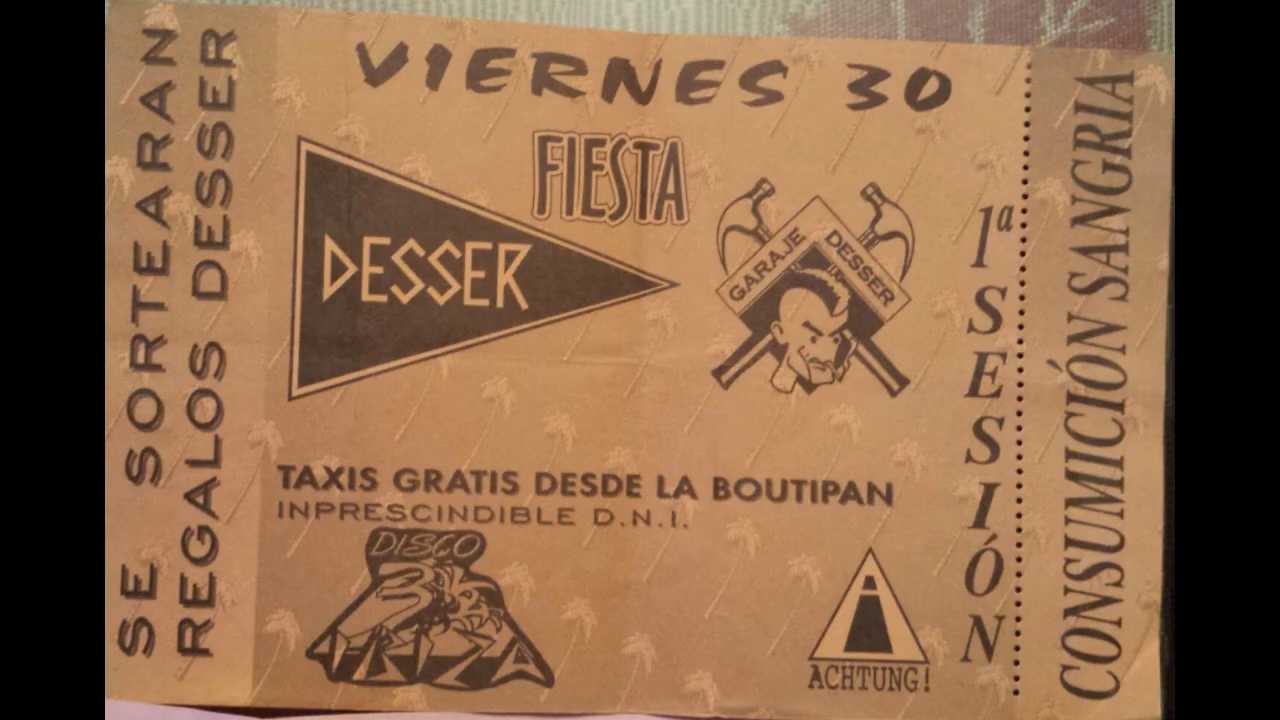 SE SORTEARAN
REGALOS DESSER
VIERNES 30
FIESTA
DESSER
GARAJE
DESSER
TAXIS GRATIS DESDE LA BOUTIPAN
INPRESCINDIBLE D.N.I.
DISCO
ACHTUNG!
1ª SESIÓN
CONSUMICIÓN SANGRIA